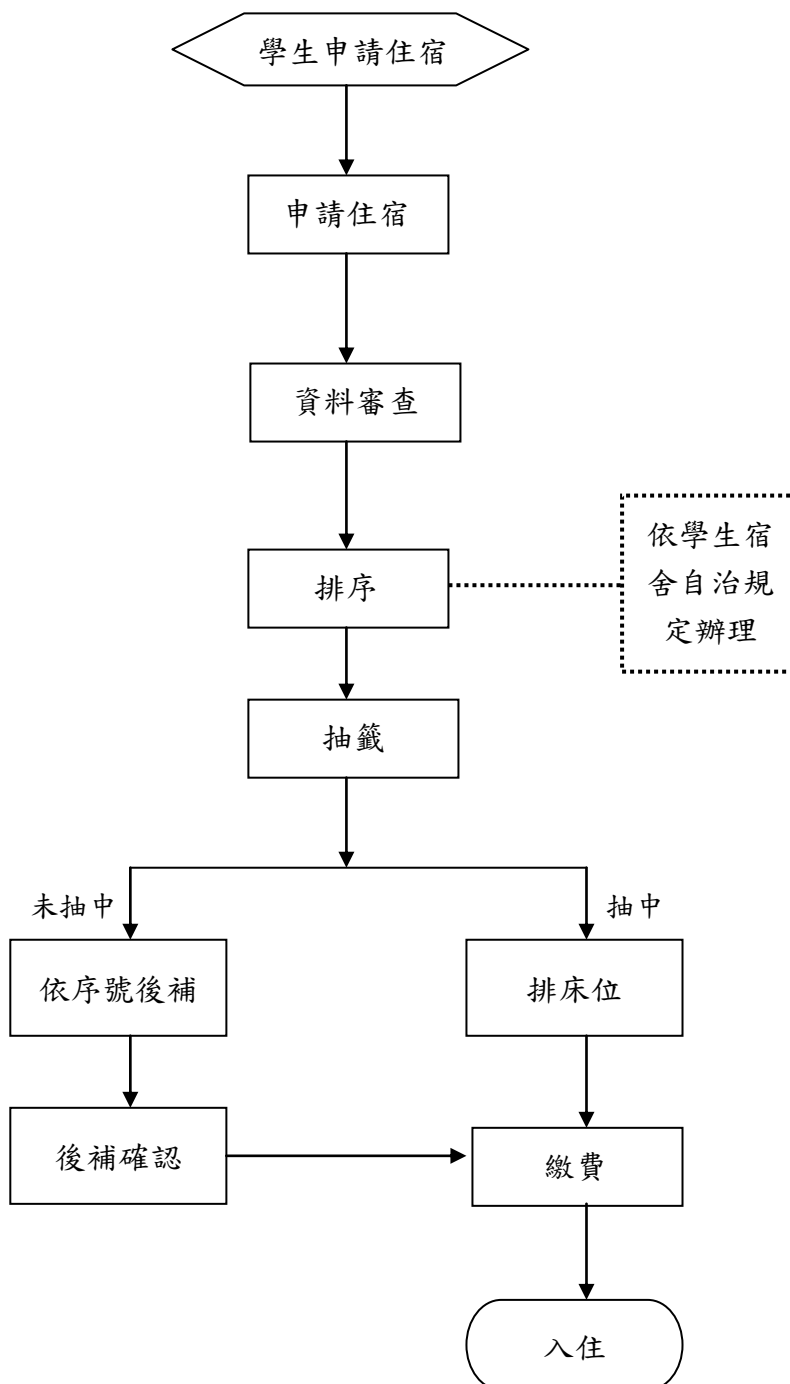 學生申請住宿
申請住宿
資料審查
排序
依學生宿
舍自治規
定辦理
抽籤
未抽中
抽中
依序號後補
排床位
後補確認
繳費
入住